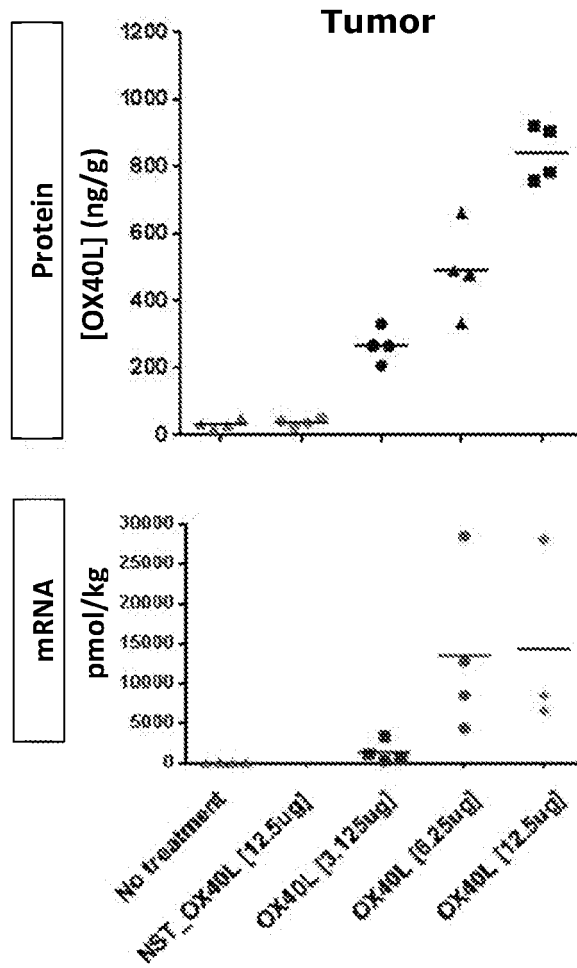 Tumor
Protein
[OX40L] (ng/g)
1200
1000
800
600
400
200
0
mRNA
pmol/kg
30000
25000
20000
15000
10000
5000
0
No treatment
NST_OX40L [12.5ug]
OX40L [3.125ug]
OX40L [6.25ug]
OX40L [12.5ug]